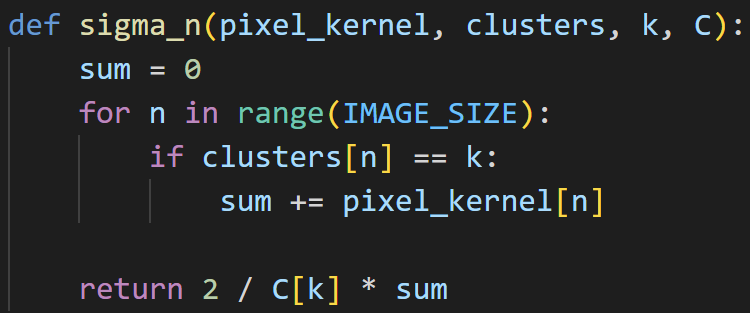 def sigma_n(pixel_kernel, clusters, k, C):
    sum = 0
    for n in range(IMAGE_SIZE):
        if clusters[n] == k:
            sum += pixel_kernel[n]

    return 2 / C[k] * sum